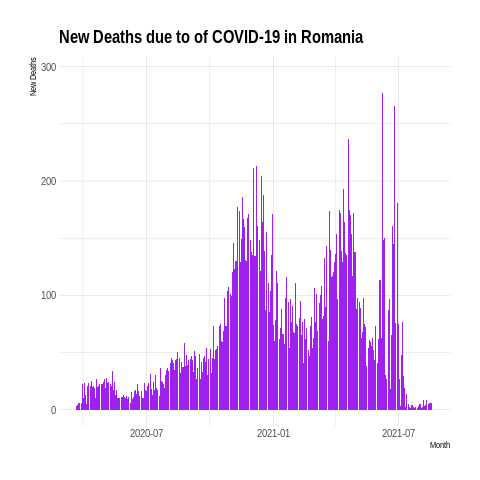 New Deaths due to of COVID-19 in Romania
New Deaths
300
200
100
0
2020-07
2021-01
2021-07
Month